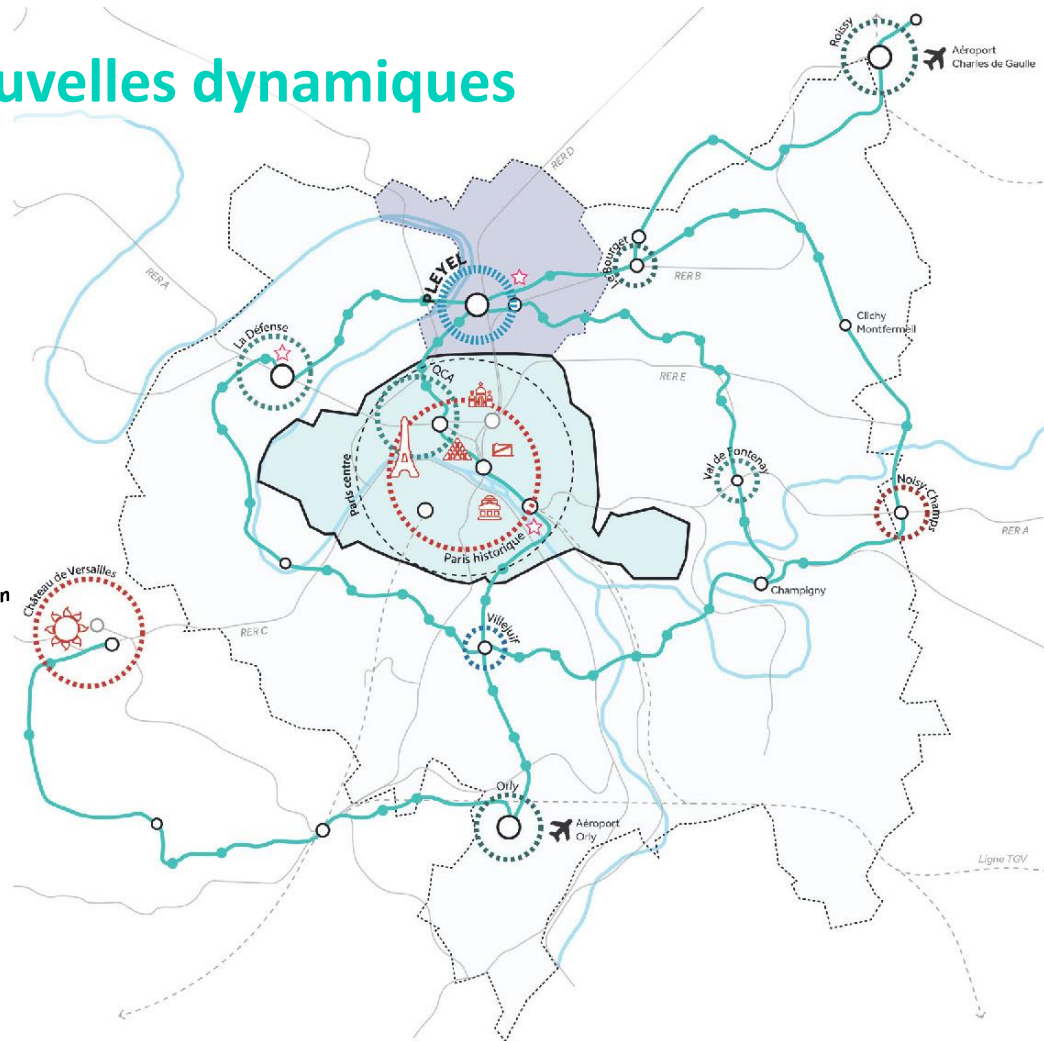 uvelles dynamiques
Roissy
Aéroport
Charles de Gaulle
RER D
PLEYEL
Le Bourget
RER B
RER A
La Défense
Clichy
Montfermeil
QCA
RER E
Paris centre
Val de Fontenay
Noisy-Champs
RER A
Paris historique
Champigny
n
Château de Versailles
RER C
Villejuif
Orly
Aéroport
Orly
Ligne TGV